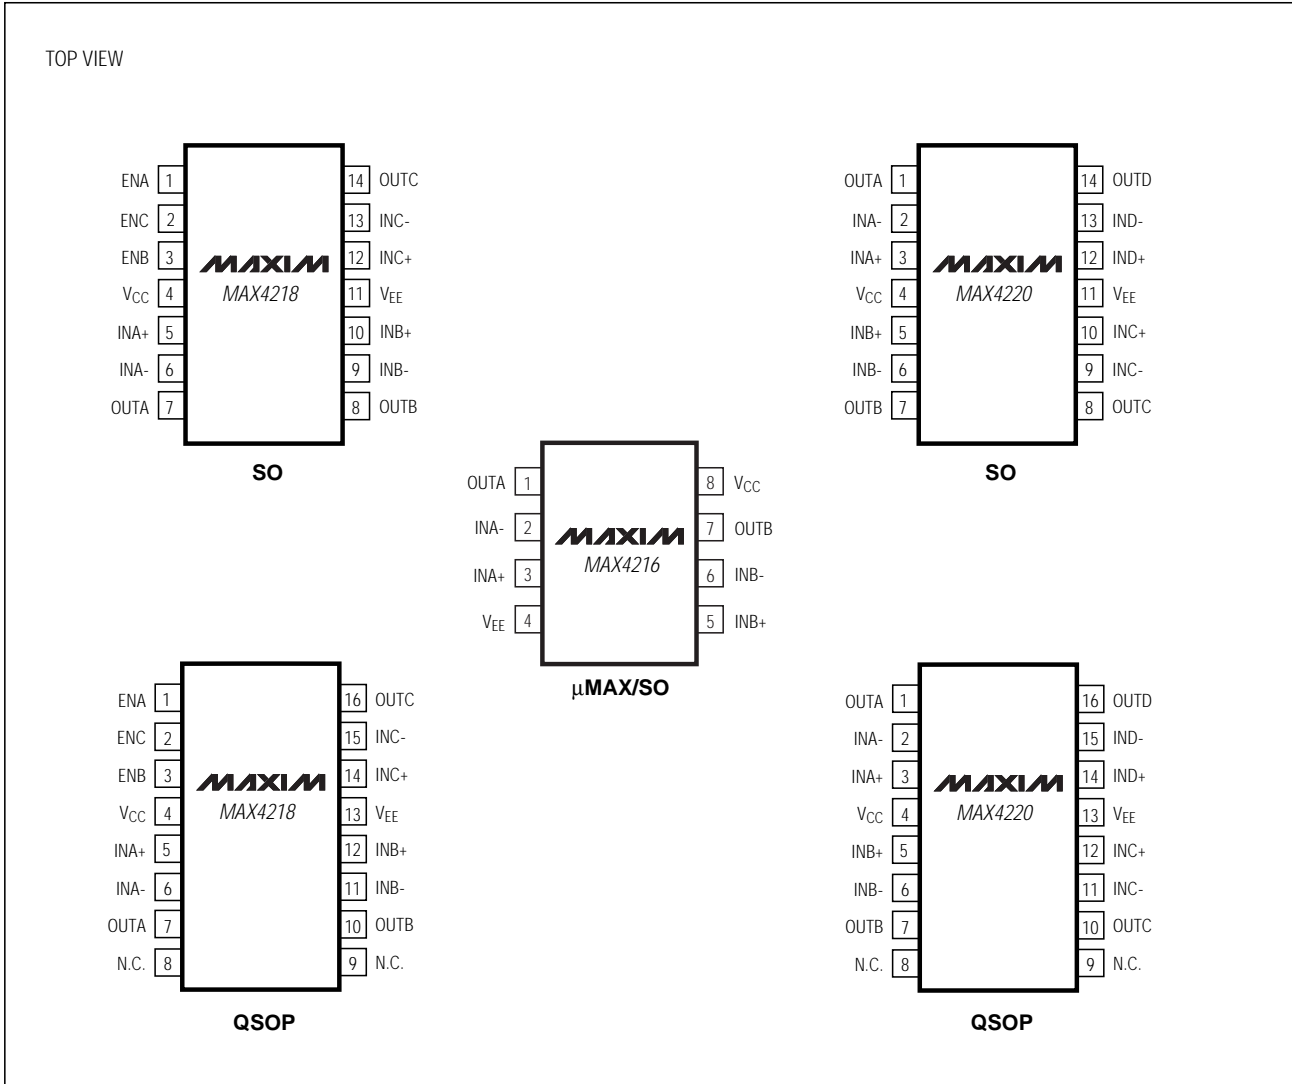 TOP VIEW
ENA 1 14 OUTC
ENC 2 13 INC-
ENB 3 12 INC+
VCC 4 11 VEE
INA+ 5 10 INB+
INA- 6 9 INB-
OUTA 7 8 OUTB
MAXIM
MAX4218
SO
OUTA 1 14 OUTD
INA- 2 13 IND-
INA+ 3 12 IND+
VCC 4 11 VEE
INB+ 5 10 INC+
INB- 6 9 INC-
OUTB 7 8 OUTC
MAXIM
MAX4220
SO
OUTA 1 8 VCC
INA- 2 7 OUTB
INA+ 3 6 INB-
VEE 4 5 INB+
MAXIM
MAX4216
µMAX/SO
ENA 1 16 OUTC
ENC 2 15 INC-
ENB 3 14 INC+
VCC 4 13 VEE
INA+ 5 12 INB+
INA- 6 11 INB-
OUTA 7 10 OUTB
N.C. 8 9 N.C.
MAXIM
MAX4218
QSOP
OUTA 1 16 OUTD
INA- 2 15 IND-
INA+ 3 14 IND+
VCC 4 13 VEE
INB+ 5 12 INC+
INB- 6 11 INC-
OUTB 7 10 OUTC
N.C. 8 9 N.C.
MAXIM
MAX4220
QSOP